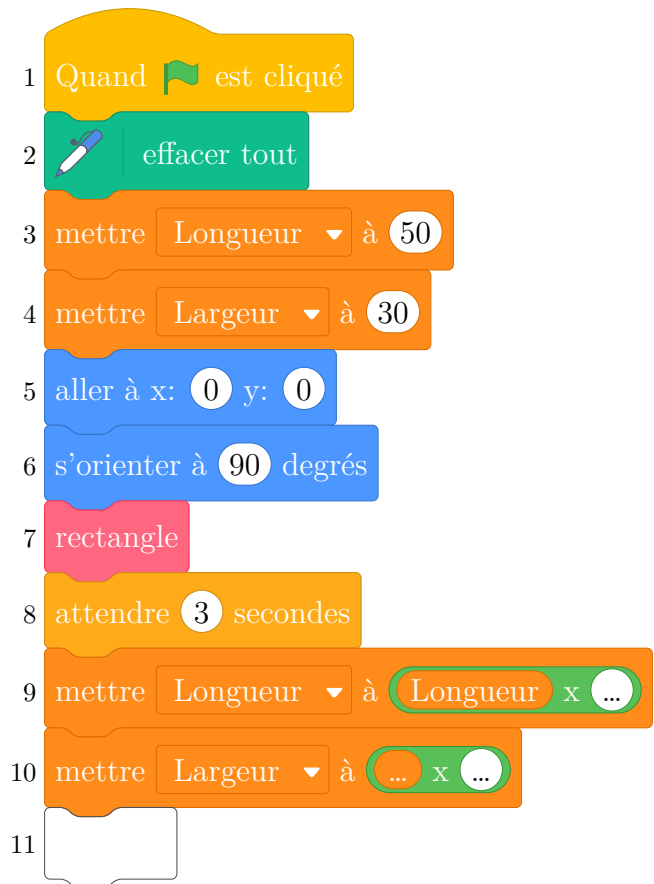 1 Quand est cliqué
2 effacer tout
3 mettre Longueur à 50
4 mettre Largeur à 30
5 aller à x: 0 y: 0
6 s'orienter à 90 degrés
7 rectangle
8 attendre 3 secondes
9 mettre Longueur à Longueur x ...
10 mettre Largeur à ... x ...
11